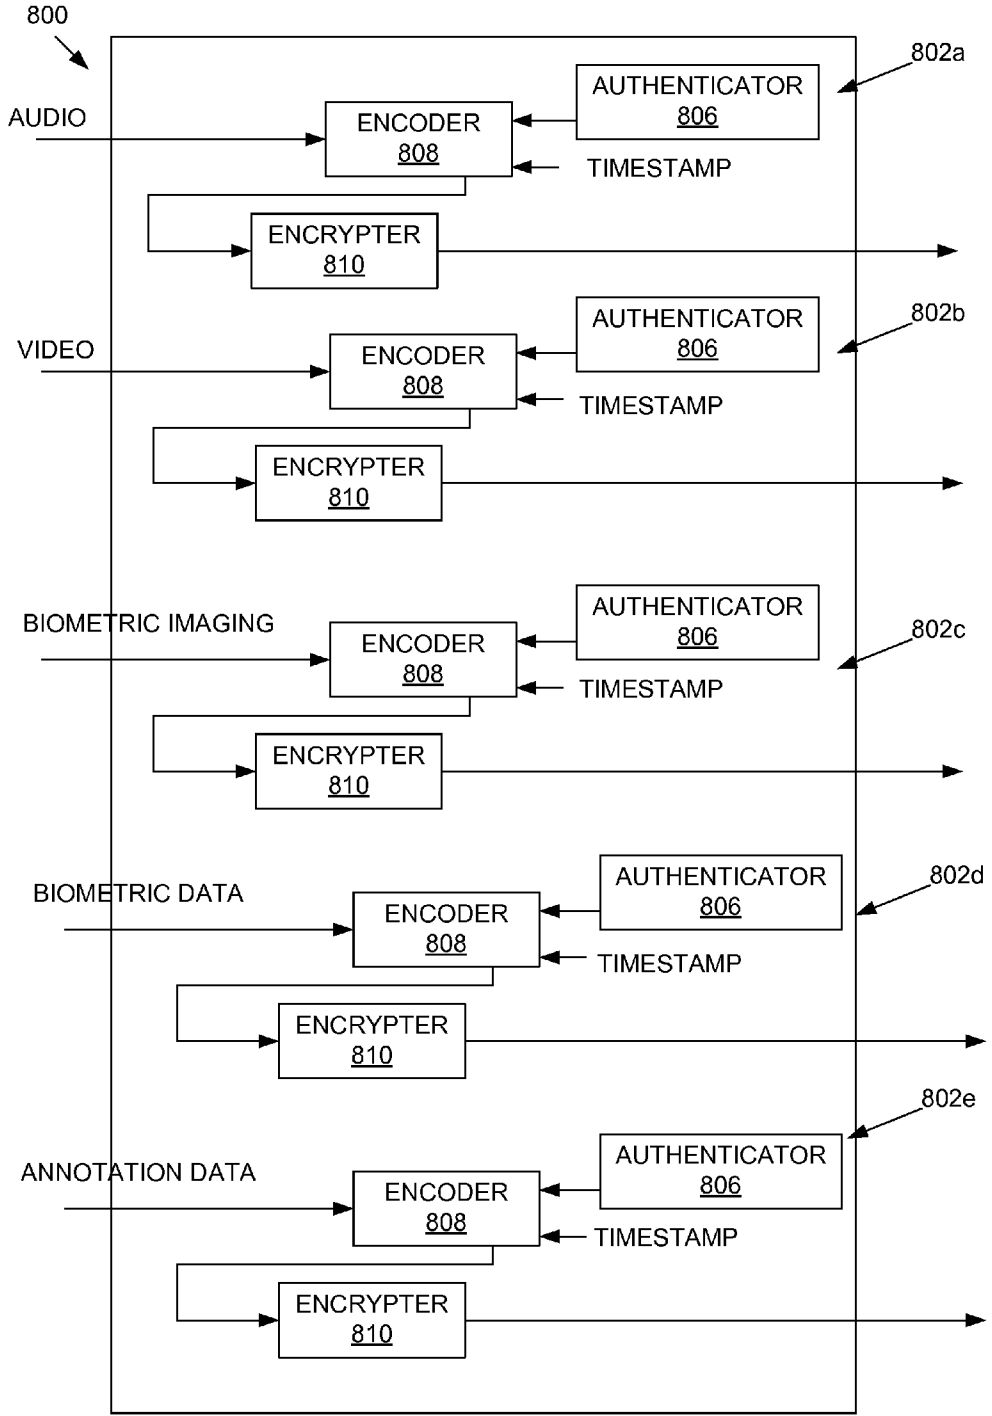 800
802a
AUTHENTICATOR
806
AUDIO
ENCODER
808
TIMESTAMP
ENCRYPTER
810
802b
AUTHENTICATOR
806
VIDEO
ENCODER
808
TIMESTAMP
ENCRYPTER
810
AUTHENTICATOR
806
802c
BIOMETRIC IMAGING
ENCODER
808
TIMESTAMP
ENCRYPTER
810
802d
AUTHENTICATOR
806
BIOMETRIC DATA
ENCODER
808
TIMESTAMP
ENCRYPTER
810
802e
AUTHENTICATOR
806
ANNOTATION DATA
ENCODER
808
TIMESTAMP
ENCRYPTER
810